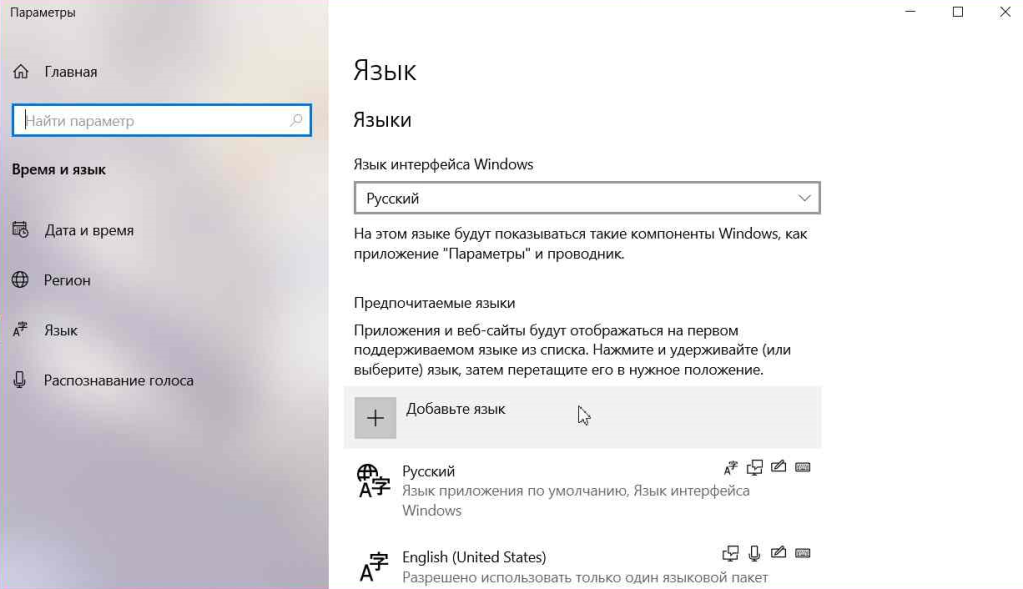 Параметры
Главная
Найти параметр
Время и язык
Дата и время
Регион
Язык
Распознавание голоса
Язык
Языки
Язык интерфейса Windows
Русский
На этом языке будут показываться такие компоненты Windows, как
приложение "Параметры" и проводник.
Предпочитаемые языки
Приложения и веб-сайты будут отображаться на первом
поддерживаемом языке из списка. Нажмите и удерживайте (или
выберите) язык, затем перетащите его в нужное положение.
Добавьте язык
Русский
Язык приложения по умолчанию, Язык интерфейса
Windows
English (United States)
Разрешено использовать только один языковой пакет